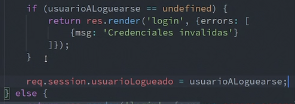 if (usuarioALoguearse == undefined) {
return res.render('login', {errors: [
{msg: 'Credenciales invalidas'}
]});
}
req.session.usuarioLogueado = usuarioALoguearse;
} else {